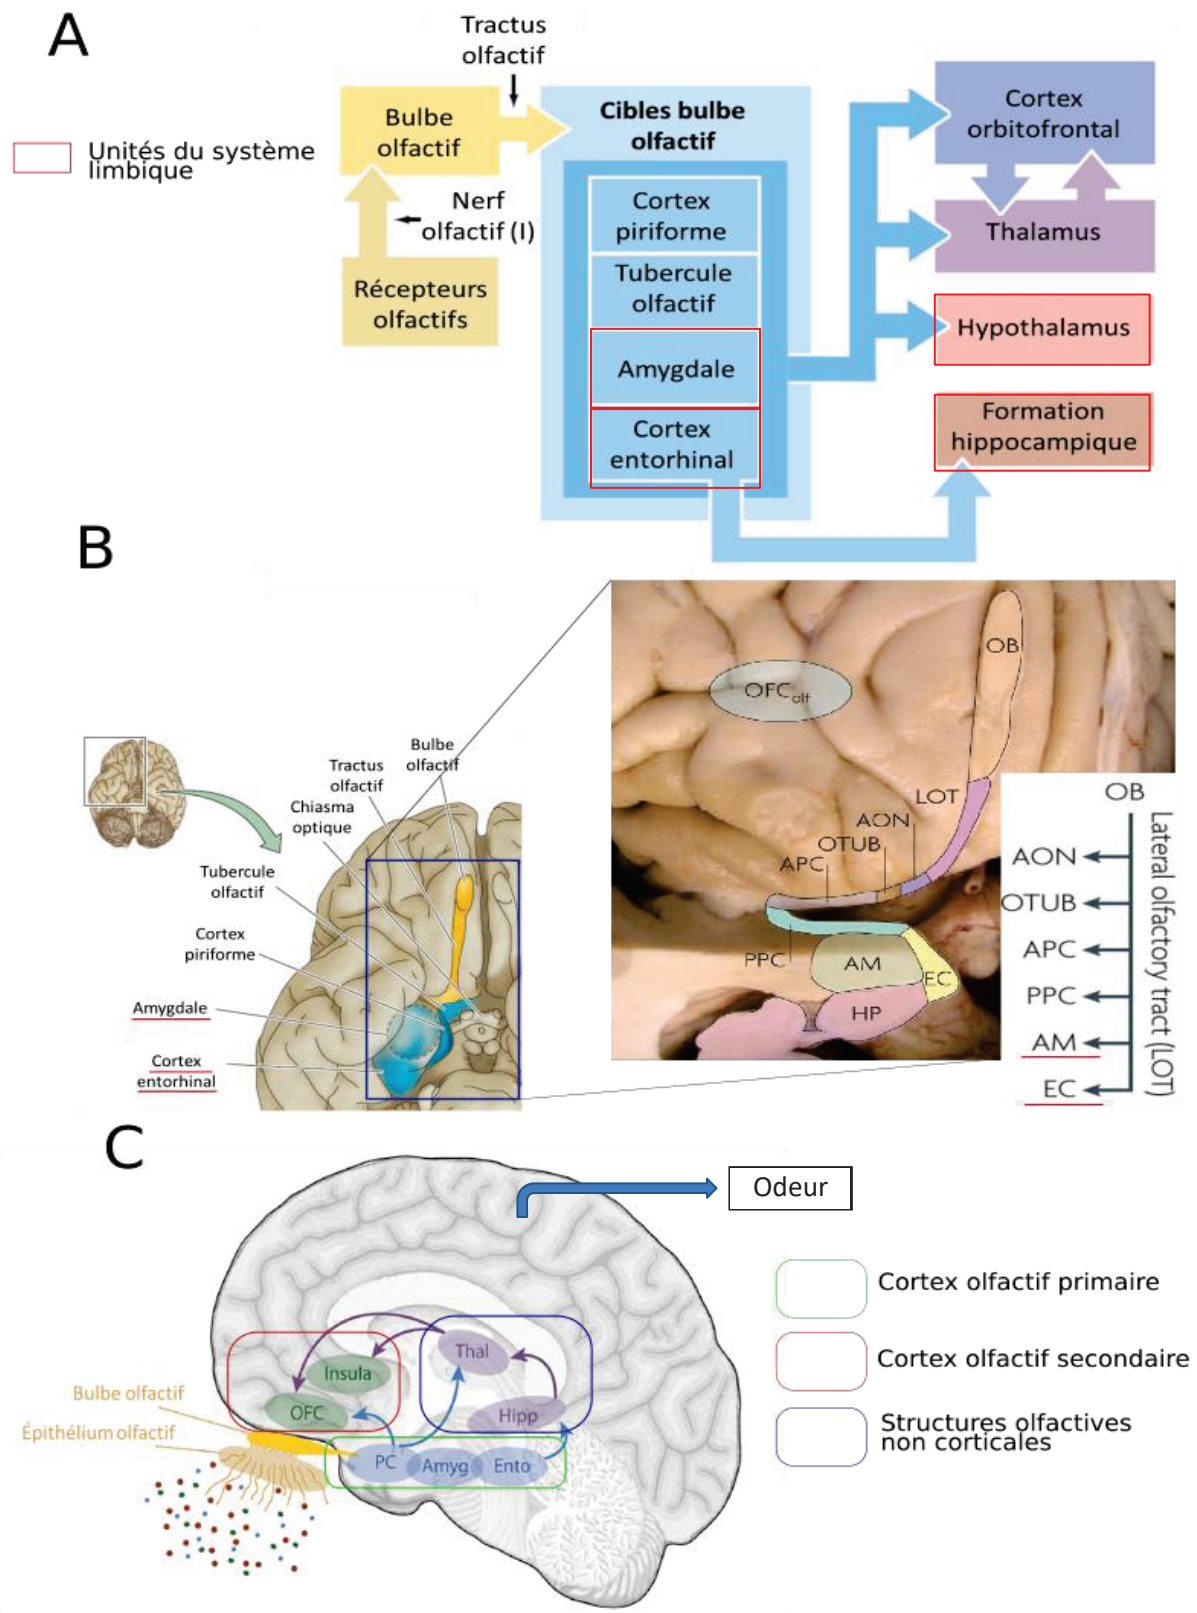 A
Tractus
olfactif
Unités du système
limbique
Bulbe
olfactif
Nerf
olfactif (I)
Récepteurs
olfactifs
Cibles bulbe
olfactif
Cortex
piriforme
Tubercule
olfactif
Amygdale
Cortex
entorhinal
Cortex
orbitofrontal
Thalamus
Hypothalamus
Formation
hippocampique
B
Bulbe
olfactif
Tractus
olfactif
Chiasma
optique
Tubercule
olfactif
Cortex
piriforme
Amygdale
Cortex
entorhinal
OB
OFColf
LOT
AON
OTUB
APC
PPC
AM
EC
HP
OB
AON
OTUB
APC
PPC
AM
EC
Lateral olfactory tract (LOT)
C
Odeur
Cortex olfactif primaire
Cortex olfactif secondaire
Structures olfactives
non corticales
Thal
Insula
OFC
Hipp
PC
Amyg
Ento
Bulbe olfactif
Épithélium olfactif